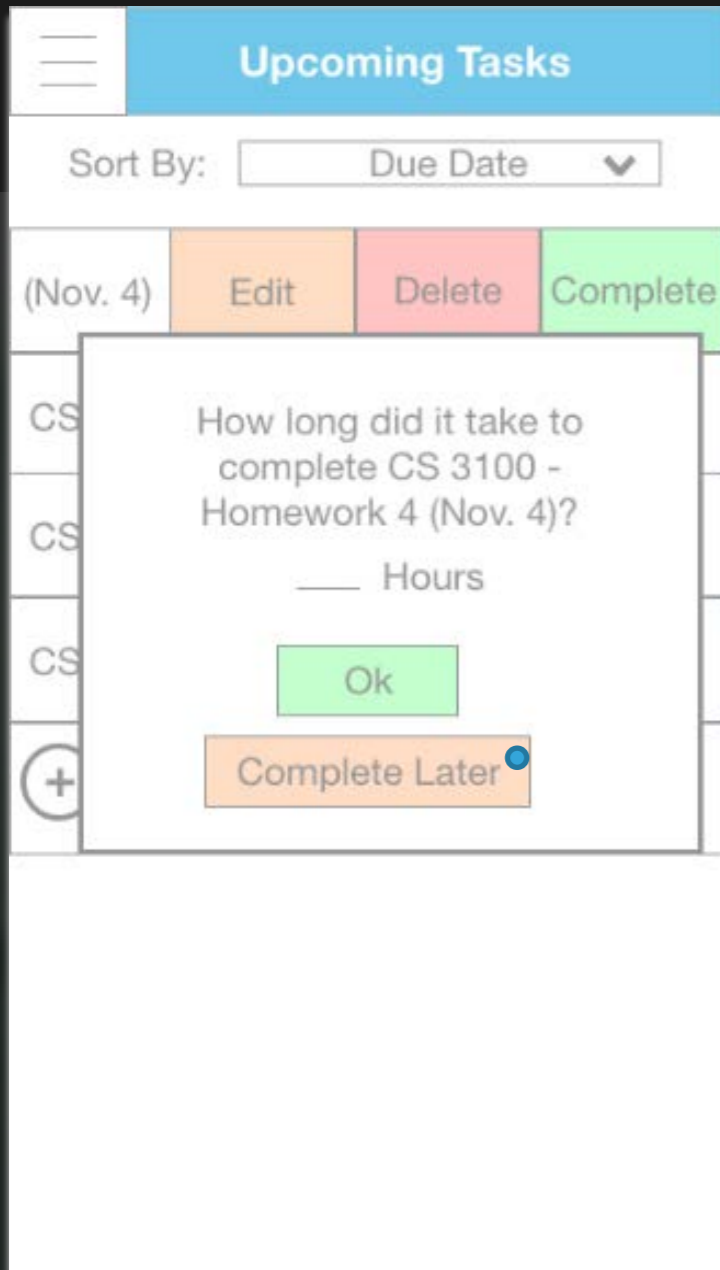 Upcoming Tasks
Sort By: Due Date
(Nov. 4) Edit Delete Complete
How long did it take to
complete CS 3100 -
Homework 4 (Nov. 4)?
___ Hours
Ok
Complete Later
CS
CS
CS
+